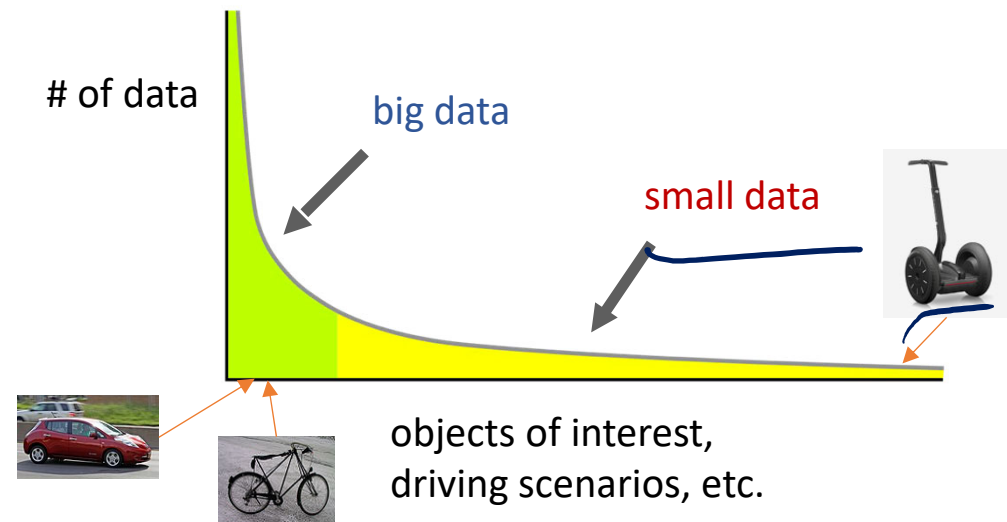 # of data
big data
small data
objects of interest,
driving scenarios, etc.